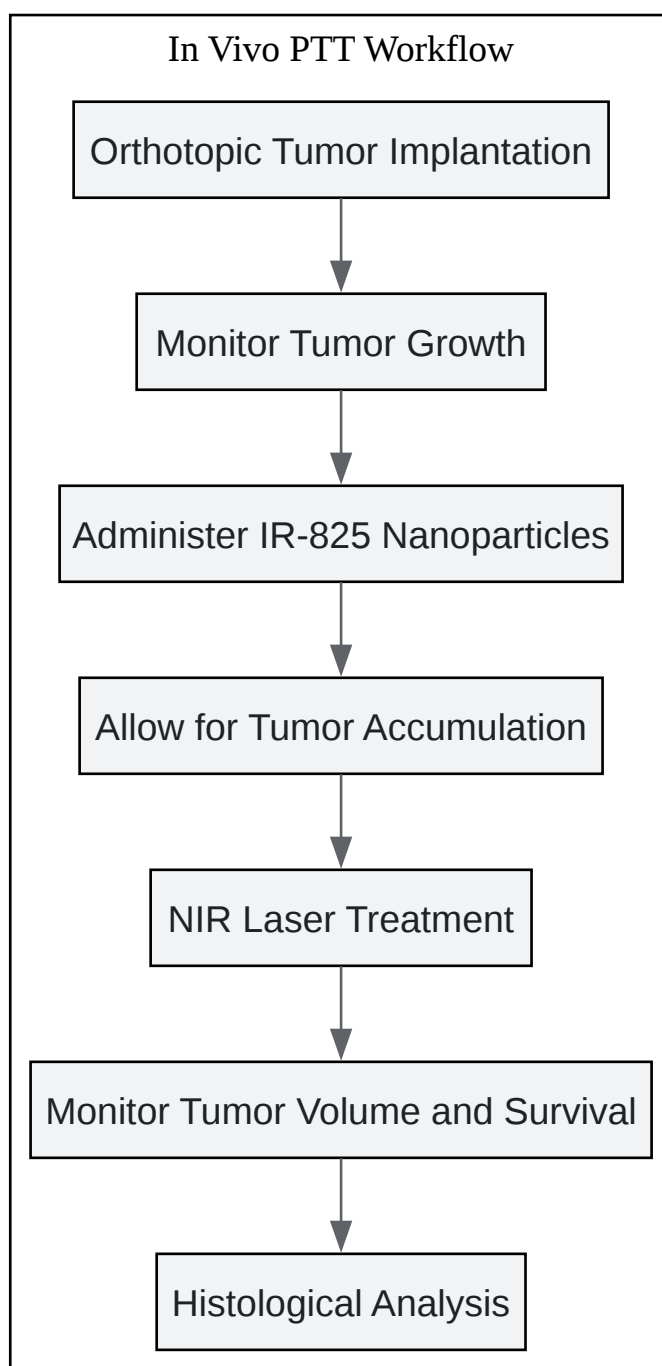 In Vivo PTT Workflow
Orthotopic Tumor Implantation
Monitor Tumor Growth
Administer IR-825 Nanoparticles
Allow for Tumor Accumulation
NIR Laser Treatment
Monitor Tumor Volume and Survival
Histological Analysis